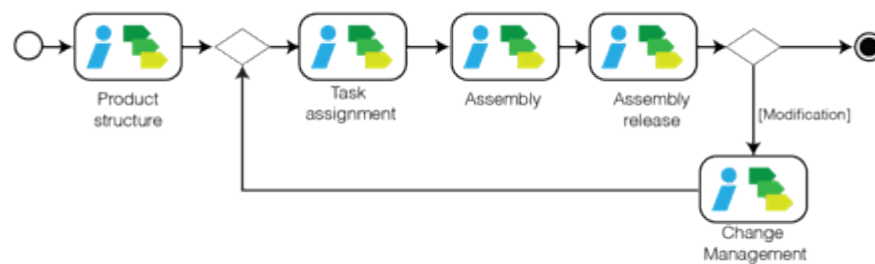 Product
structure
Task
assignment
Assembly
Assembly
release
[Modification]
Change
Management